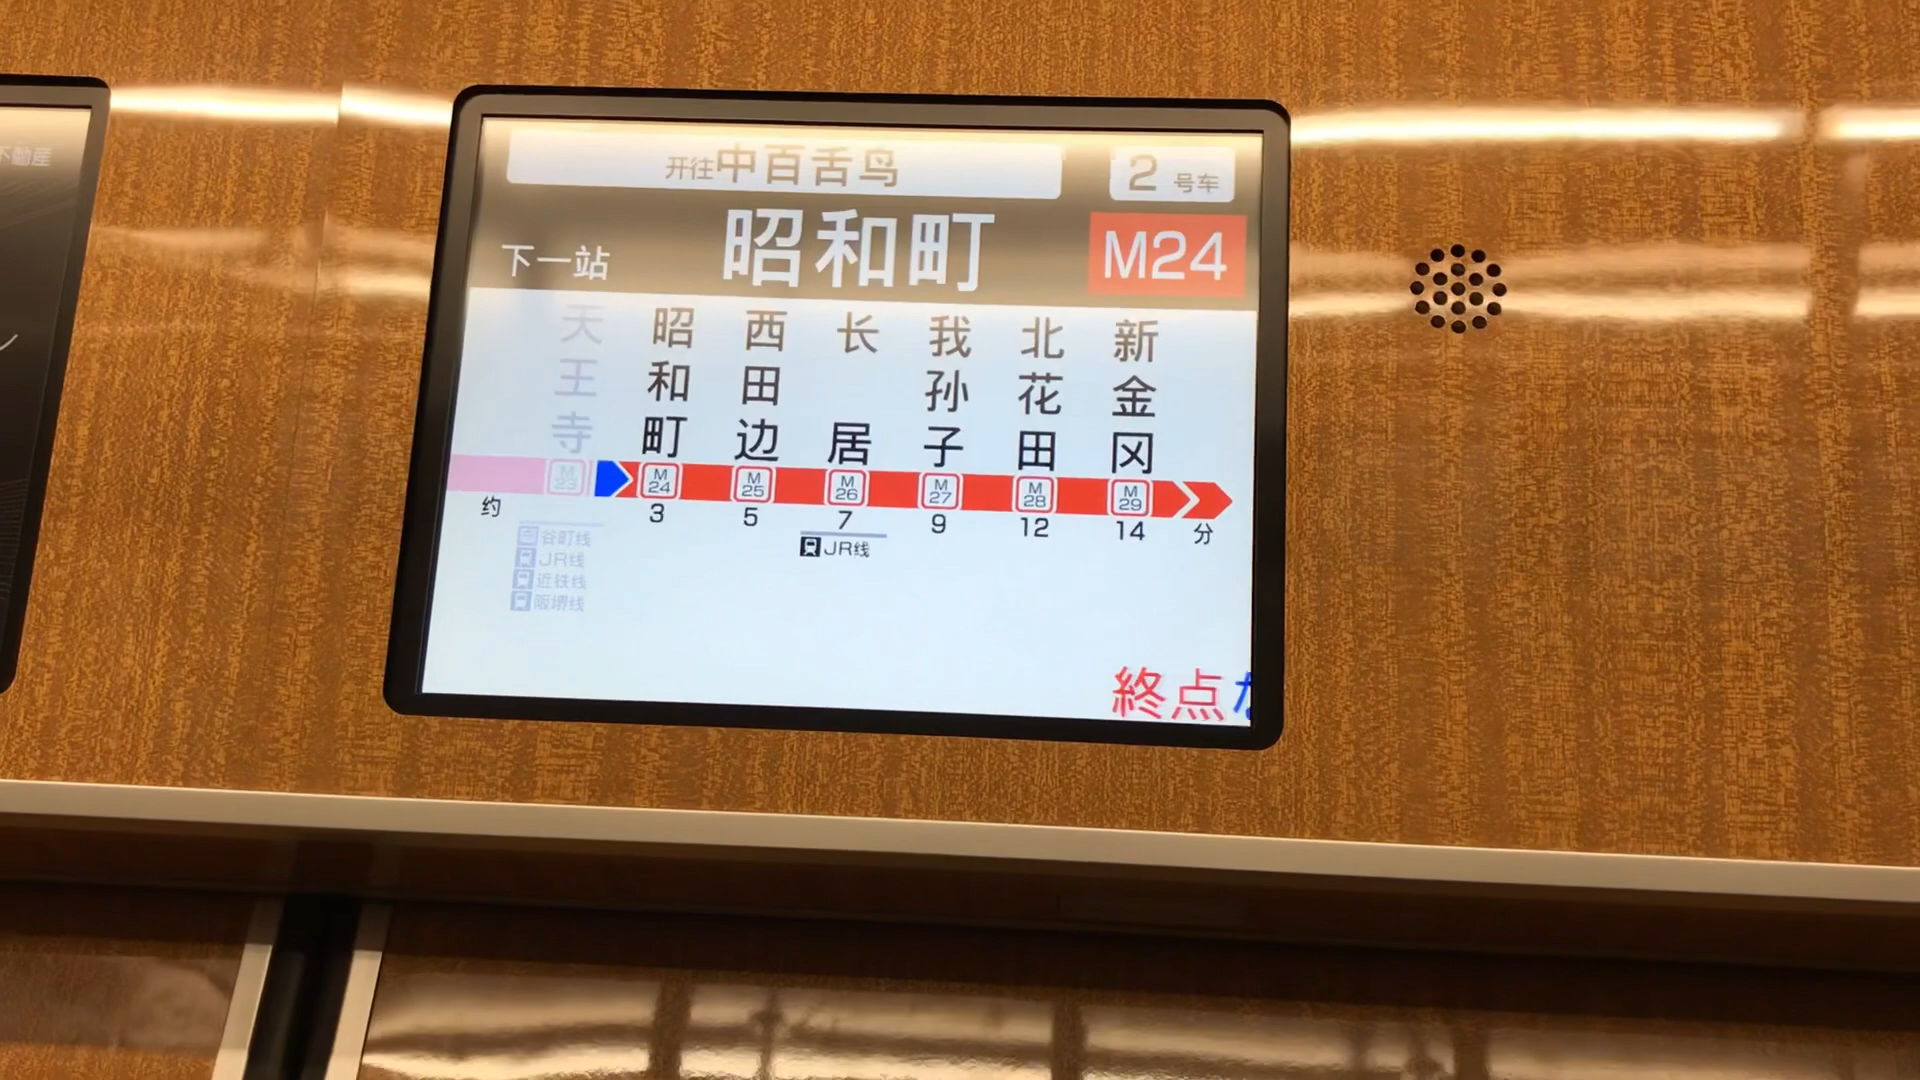 不動産
开往中百舌鸟
2 号车
下一站 昭和町 M24
天王寺 昭和町 西田边 长居 我孙子 北花田 新金冈
M23 M24 M25 M26 M27 M28 M29
约 3 5 7 9 12 14 分
谷町线
JR线
近铁线
阪堺线
JR线
終点